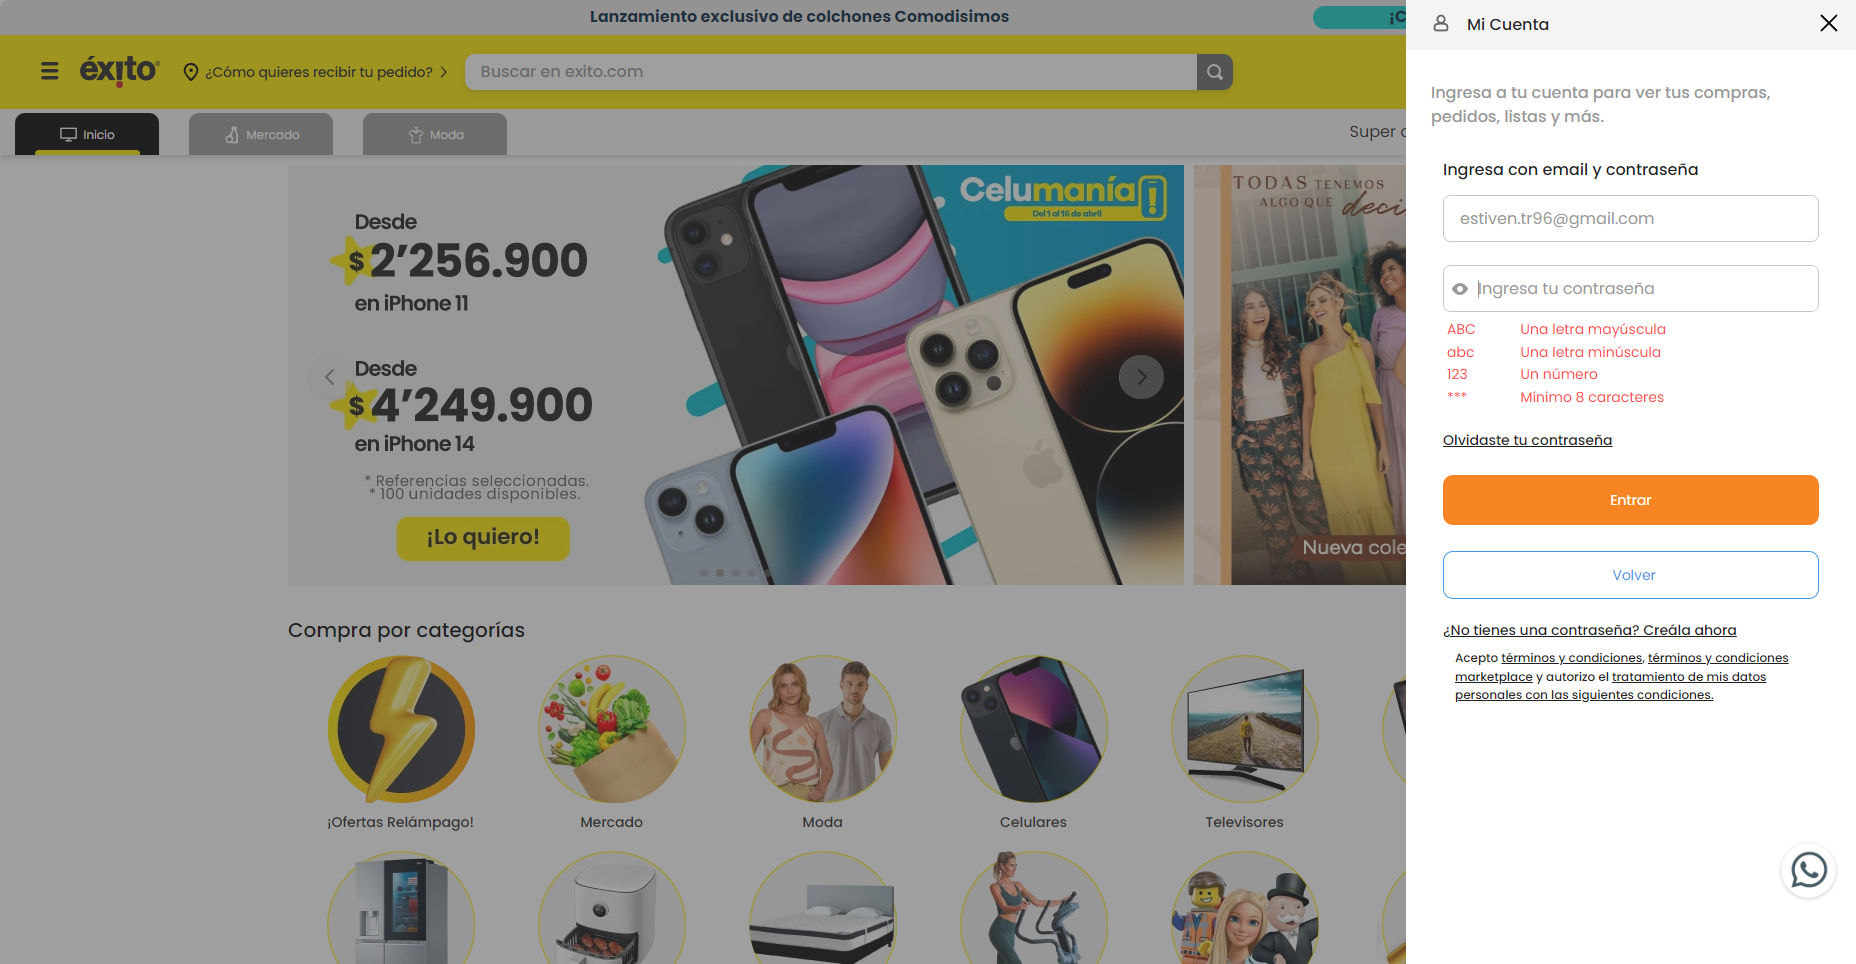 Lanzamiento exclusivo de colchones Comodisimos
¡C
éxito
¿Cómo quieres recibir tu pedido?
Buscar en exito.com
Inicio
Mercado
Moda
Super
Desde
$2’256.900
en iPhone 11
Desde
$4’249.900
en iPhone 14
* Referencias seleccionadas.
* 100 unidades disponibles.
¡Lo quiero!
Celumanía
Del 1 al 16 de abril
TODAS TENEMOS
ALGO QUE deci
Nueva cole
Compra por categorías
¡Ofertas Relámpago!
Mercado
Moda
Celulares
Televisores
Mi Cuenta
Ingresa a tu cuenta para ver tus compras,
pedidos, listas y más.
Ingresa con email y contraseña
estiven.tr96@gmail.com
Ingresa tu contraseña
ABC Una letra mayúscula
abc Una letra minúscula
123 Un número
*** Mínimo 8 caracteres
Olvidaste tu contraseña
Entrar
Volver
¿No tienes una contraseña? Creála ahora
Acepto términos y condiciones, términos y condiciones
marketplace y autorizo el tratamiento de mis datos
personales con las siguientes condiciones.